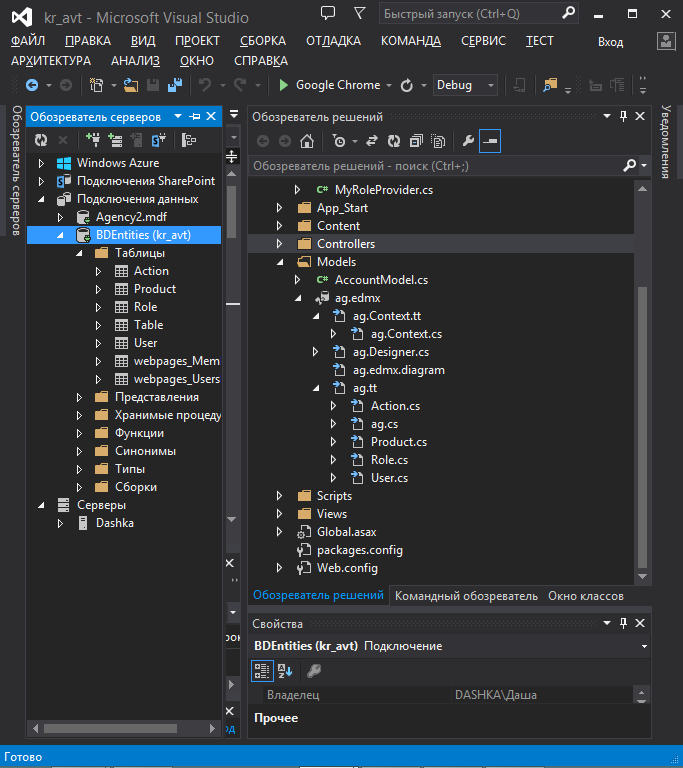 kr_avt - Microsoft Visual Studio
Быстрый запуск (Ctrl+Q)
ФАЙЛ ПРАВКА ВИД ПРОЕКТ СБОРКА ОТЛАДКА КОМАНДА СЕРВИС ТЕСТ Вход
АРХИТЕКТУРА АНАЛИЗ ОКНО СПРАВКА
Google Chrome Debug
Обозреватель серверов
Обозреватель серверов
Windows Azure
Подключения SharePoint
Подключения данных
Agency2.mdf
BDEntities (kr_avt)
Таблицы
Action
Product
Role
Table
User
webpages_Mem
webpages_Users
Представления
Хранимые процеду
Функции
Синонимы
Типы
Сборки
Серверы
Dashka
Обозреватель решений
Обозреватель решений - поиск (Ctrl+;)
MyRoleProvider.cs
App_Start
Content
Controllers
Models
AccountModel.cs
ag.edmx
ag.Context.tt
ag.Context.cs
ag.Designer.cs
ag.edmx.diagram
ag.tt
Action.cs
ag.cs
Product.cs
Role.cs
User.cs
Scripts
Views
Global.asax
packages.config
Web.config
Обозреватель решений Командный обозреватель Окно классов
Свойства
BDEntities (kr_avt) Подключение
Владелец DASHKA\Даша
Прочее
Уведомления
Готово